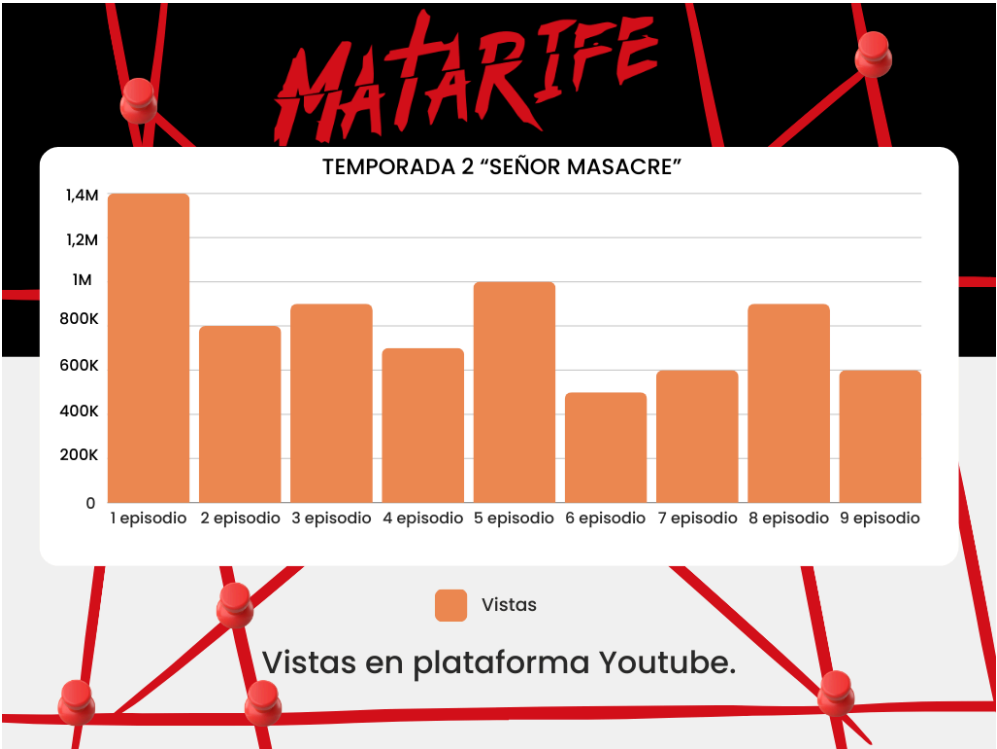 MATARIFE
TEMPORADA 2 “SEÑOR MASACRE”
1,4M
1,2M
1M
800K
600K
400K
200K
0
1 episodio 2 episodio 3 episodio 4 episodio 5 episodio 6 episodio 7 episodio 8 episodio 9 episodio
Vistas
Vistas en plataforma Youtube.